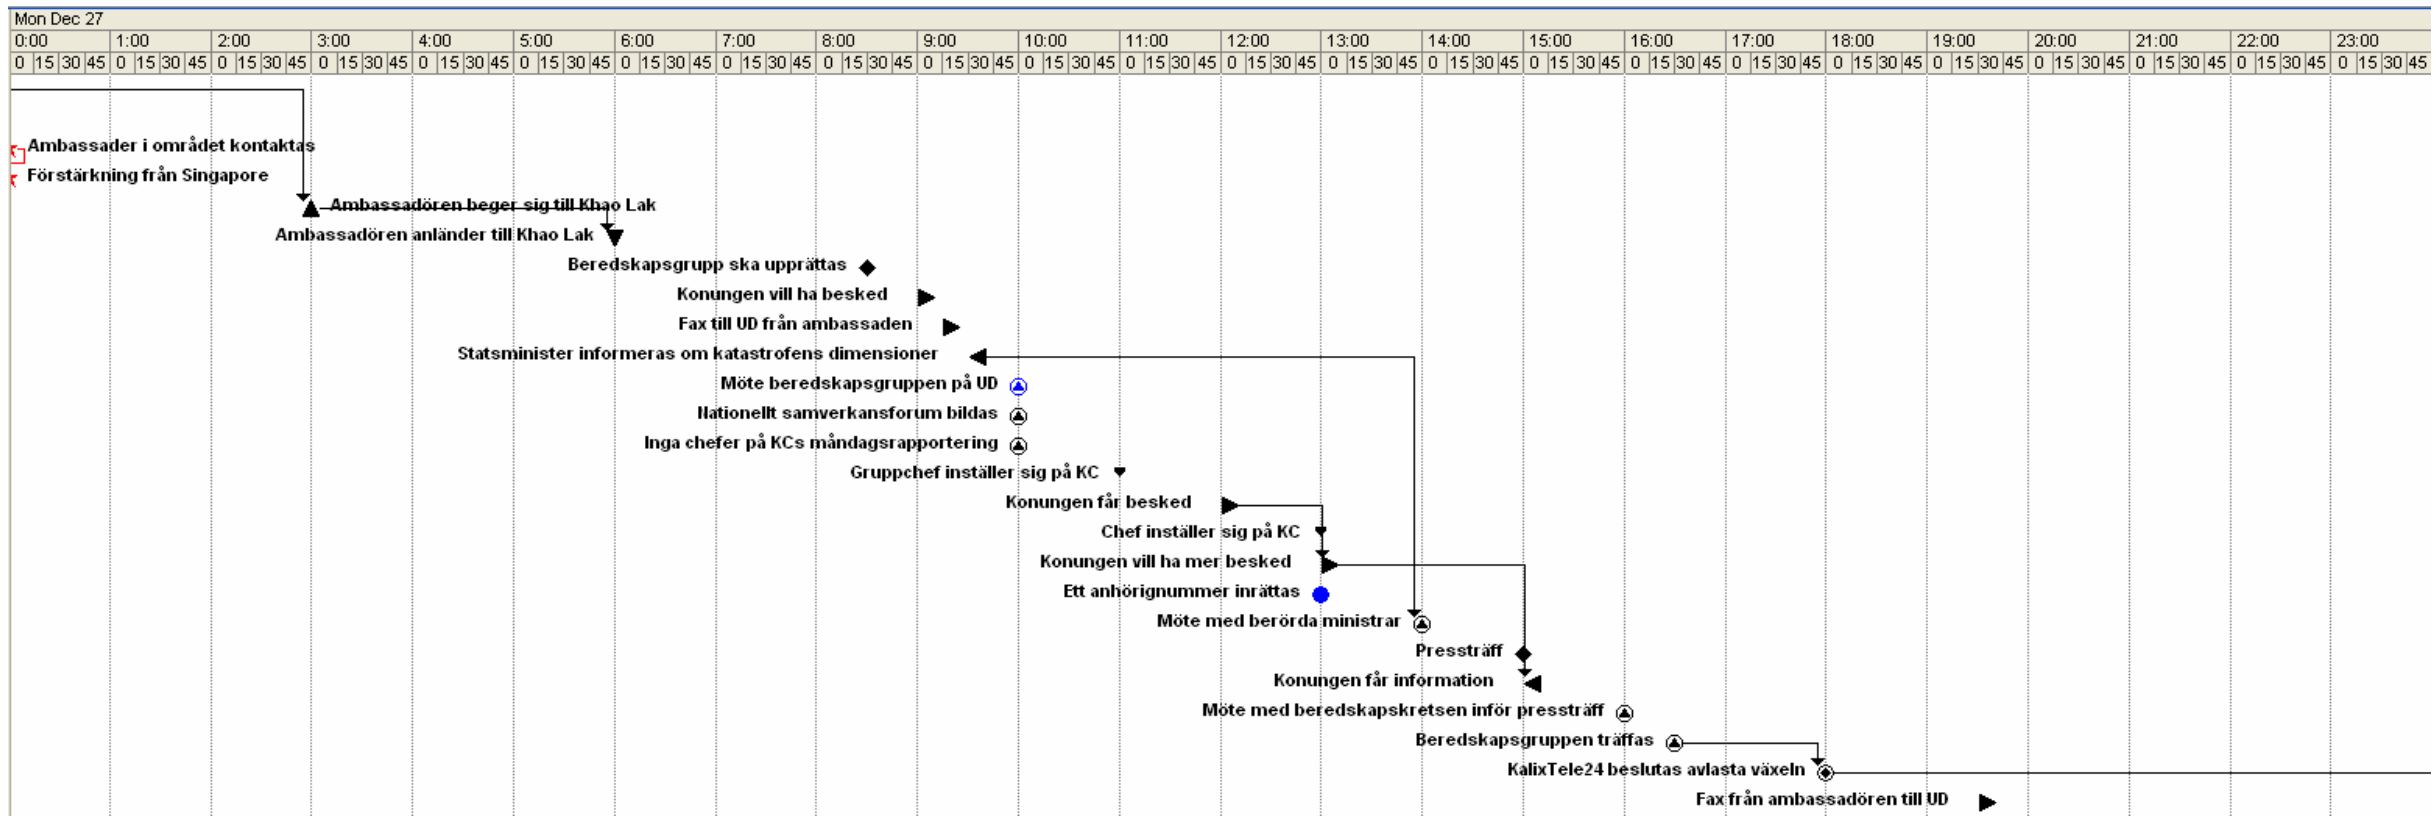 Mon Dec 27
0:00 1:00 2:00 3:00 4:00 5:00 6:00 7:00 8:00 9:00 10:00 11:00 12:00 13:00 14:00 15:00 16:00 17:00 18:00 19:00 20:00 21:00 22:00 23:00
0 15 30 45 0 15 30 45 0 15 30 45 0 15 30 45 0 15 30 45 0 15 30 45 0 15 30 45 0 15 30 45 0 15 30 45 0 15 30 45 0 15 30 45 0 15 30 45 0 15 30 45 0 15 30 45 0 15 30 45 0 15 30 45 0 15 30 45 0 15 30 45 0 15 30 45 0 15 30 45 0 15 30 45 0 15 30 45 0 15 30 45 0 15 30 45
Ambassader i området kontaktas
Förstärkning från Singapore
Ambassadören beger sig till Khao Lak
Ambassadören anländer till Khao Lak
Beredskapsgrupp ska upprättas
Konungen vill ha besked
Fax till UD från ambassaden
Statsminister informeras om katastrofens dimensioner
Möte beredskapsgruppen på UD
Nationellt samverkansforum bildas
Inga chefer på KCs måndagsrapportering
Gruppchef inställer sig på KC
Konungen får besked
Chef inställer sig på KC
Konungen vill ha mer besked
Ett anhörignummer inrättas
Möte med berörda ministrar
Pressträff
Konungen får information
Möte med beredskapskretsen inför pressträff
Beredskapsgruppen träffas
KalixTele24 beslutas avlasta växeln
Fax från ambassadören till UD